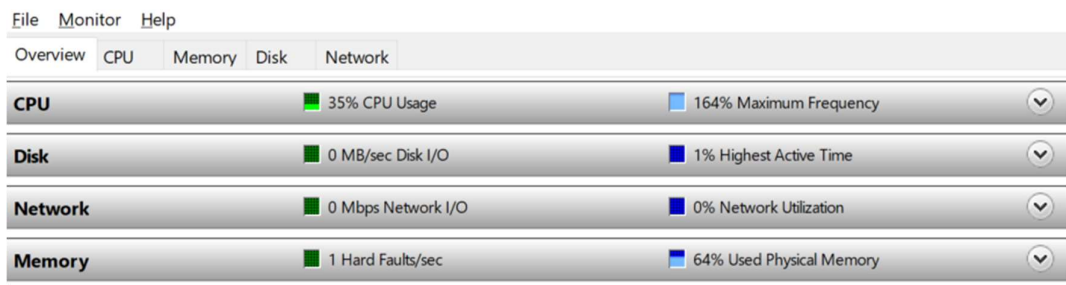 File Monitor Help
Overview CPU Memory Disk Network
CPU 35% CPU Usage 164% Maximum Frequency
Disk 0 MB/sec Disk I/O 1% Highest Active Time
Network 0 Mbps Network I/O 0% Network Utilization
Memory 1 Hard Faults/sec 64% Used Physical Memory